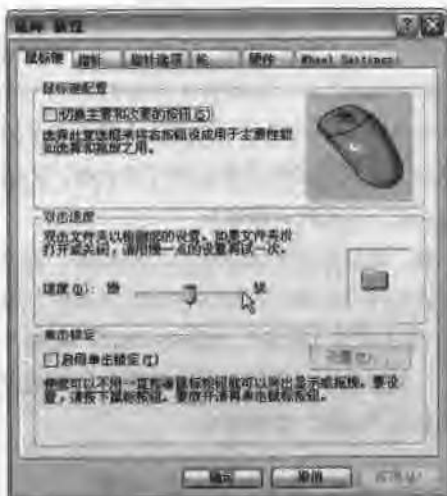 鼠标 属性
鼠标键 指针 指针选项 轮 硬件 Wheel Settings
鼠标键配置
切换主要和次要的按钮(S)
选择此复选框来将右按钮设成用于主要性能
如选择和拖放之用。
双击速度
双击文件夹以检测您的设置。如果文件夹没
打开或关闭，请用慢一点的设置再试一次。
速度(D): 慢 快
单击锁定
启用单击锁定(T)
设置(E)...
使您可以不用一直按着鼠标按钮就可以突出显示或拖拽。要设
置，请按下鼠标按钮。要放开请再单击鼠标按钮。
确定 取消 应用(A)